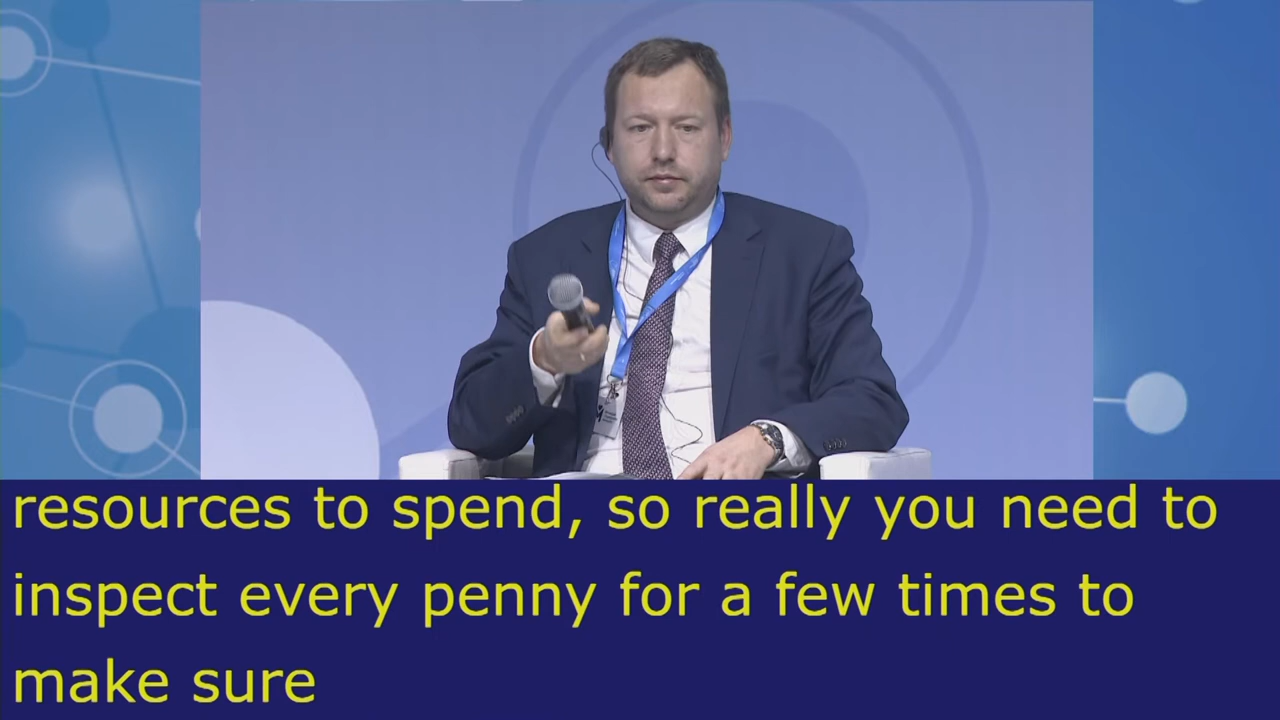 resources to spend, so really you need to
inspect every penny for a few times to
make sure